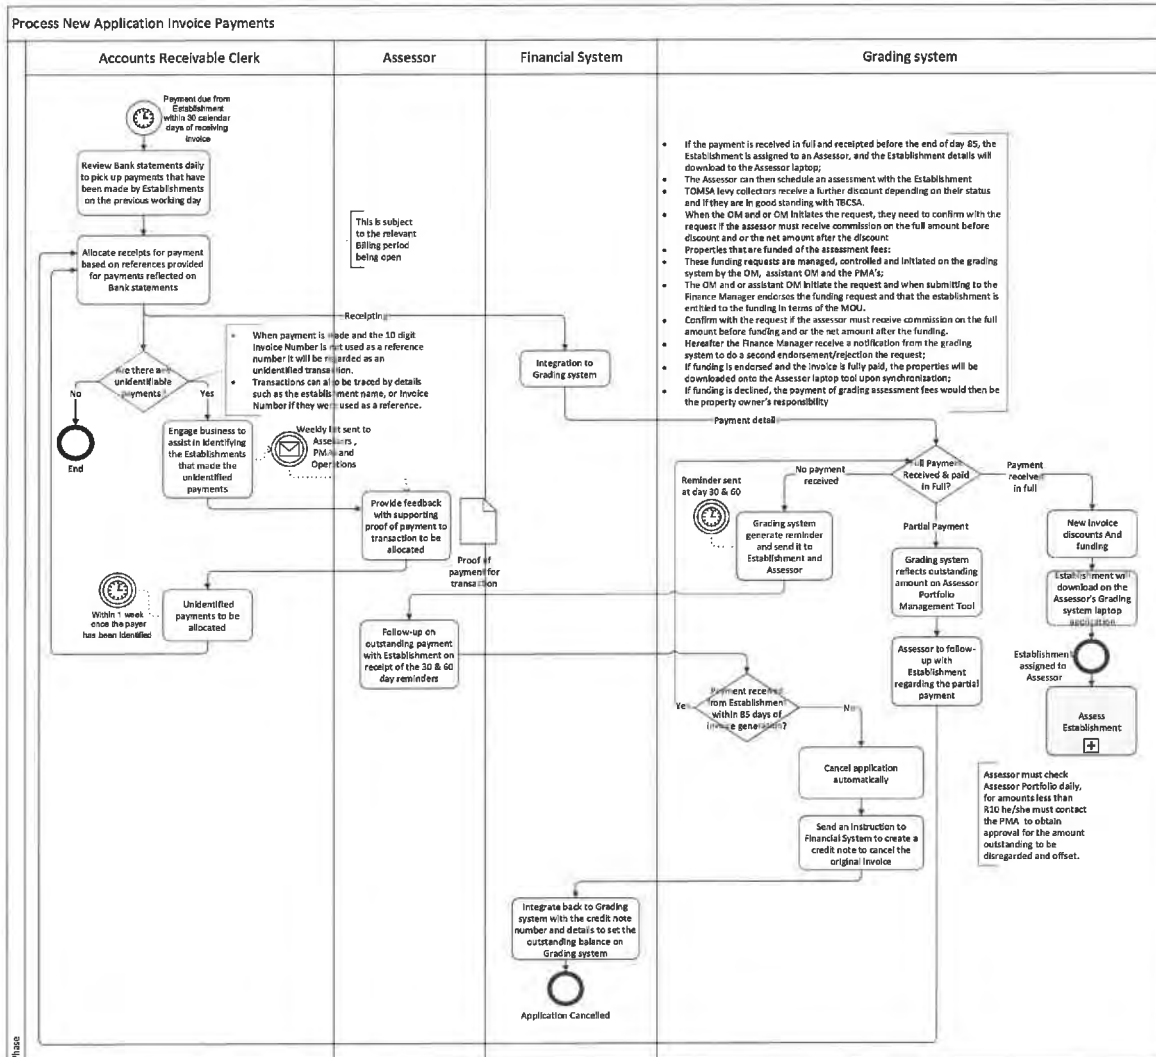 Process New Application Invoice Payments
Accounts Receivable Clerk
Assessor
Financial System
Grading system
Payment due from
Establishment
within 30 calendar
days of receiving
invoice
Review Bank statements daily
to pick up payments that
have been made by Establishments
on the previous working day
Allocate receipts for payment
based on references provided
for payments reflected on
Bank statements
This is subject
to the relevant
Billing period
being open
• If the payment is received in full and receipted before the end of day 85, the
Establishment is assigned to an Assessor, and the Establishment details will
download to the Assessor laptop;
• The Assessor can then schedule an assessment with the Establishment
• TOMSA levy collectors receive a further discount depending on their status
and if they are in good standing with TBCSA.
• When the OM and or OM initiates the request, they need to confirm with the
request if the assessor must receive commission on the full amount before
discount and or the net amount after the discount
• Properties that are funded of the assessment fees:
• These funding requests are managed, controlled and initiated on the grading
system by the OM, assistant OM and the PMA's;
• The OM and or assistant OM initiate the request and when submitting to the
Finance Manager endorses the funding request and that the establishment is
entitled to the funding in terms of the MOU.
• Confirm with the request if the assessor must receive commission on the full
amount before funding and or the net amount after the funding.
• Hereafter the Finance Manager receive a notification from the grading
system to do a second endorsement/rejection the request;
• If funding is endorsed and the invoice is fully paid, the properties will be
downloaded onto the Assessor laptop tool upon synchronization;
• If funding is declined, the payment of grading assessment fees would then be
the property owner's responsibility
Receipting
• When payment is made and the 10 digit
Invoice Number is not used as a reference
number it will be regarded as an
unidentified transaction.
• Transactions can also be traced by details
such as the establishment name, or Invoice
Number if they were used as a reference.
Are there any
unidentifiable
payments?
No
Yes
End
Integration to
Grading system
Payment detail
Engage business to
assist in identifying
the Establishments
that made the
unidentified
payments
Weekly list sent to
Assessors,
PMA and
Operations
Full Payment
Received & paid
in Full?
No payment
received
Payment
received
in full
Partial Payment
Reminder sent
at day 30 & 60
Provide feedback
with supporting
proof of payment to
transaction to be
allocated
Proof of
payment for
transaction
Grading system
generate reminder
and send it to
Establishment and
Assessor
Grading system
reflects outstanding
amount on Assessor
Portfolio
Management Tool
New invoice
discounts And
funding
Establishment will
download on the
Assessor's Grading
system laptop
application
Within 1 week
once the payer
has been identified
Unidentified
payments to be
allocated
Follow-up on
outstanding payment
with Establishment on
receipt of the 30 & 60
day reminders
Assessor to follow-
up with
Establishment
regarding the partial
payment
Establishment
assigned to
Assessor
Payment received
from Establishment
within 85 days of
invoice generation?
Yes
No
Assess
Establishment
Cancel application
automatically
Assessor must check
Assessor Portfolio daily,
for amounts less than
R10 he/she must contact
the PMA to obtain
approval for the amount
outstanding to be
disregarded and offset.
Send an instruction to
Financial System to create a
credit note to cancel the
original invoice
Integrate back to Grading
system with the credit note
number and details to set the
outstanding balance on
Grading system
Application Cancelled
Phase